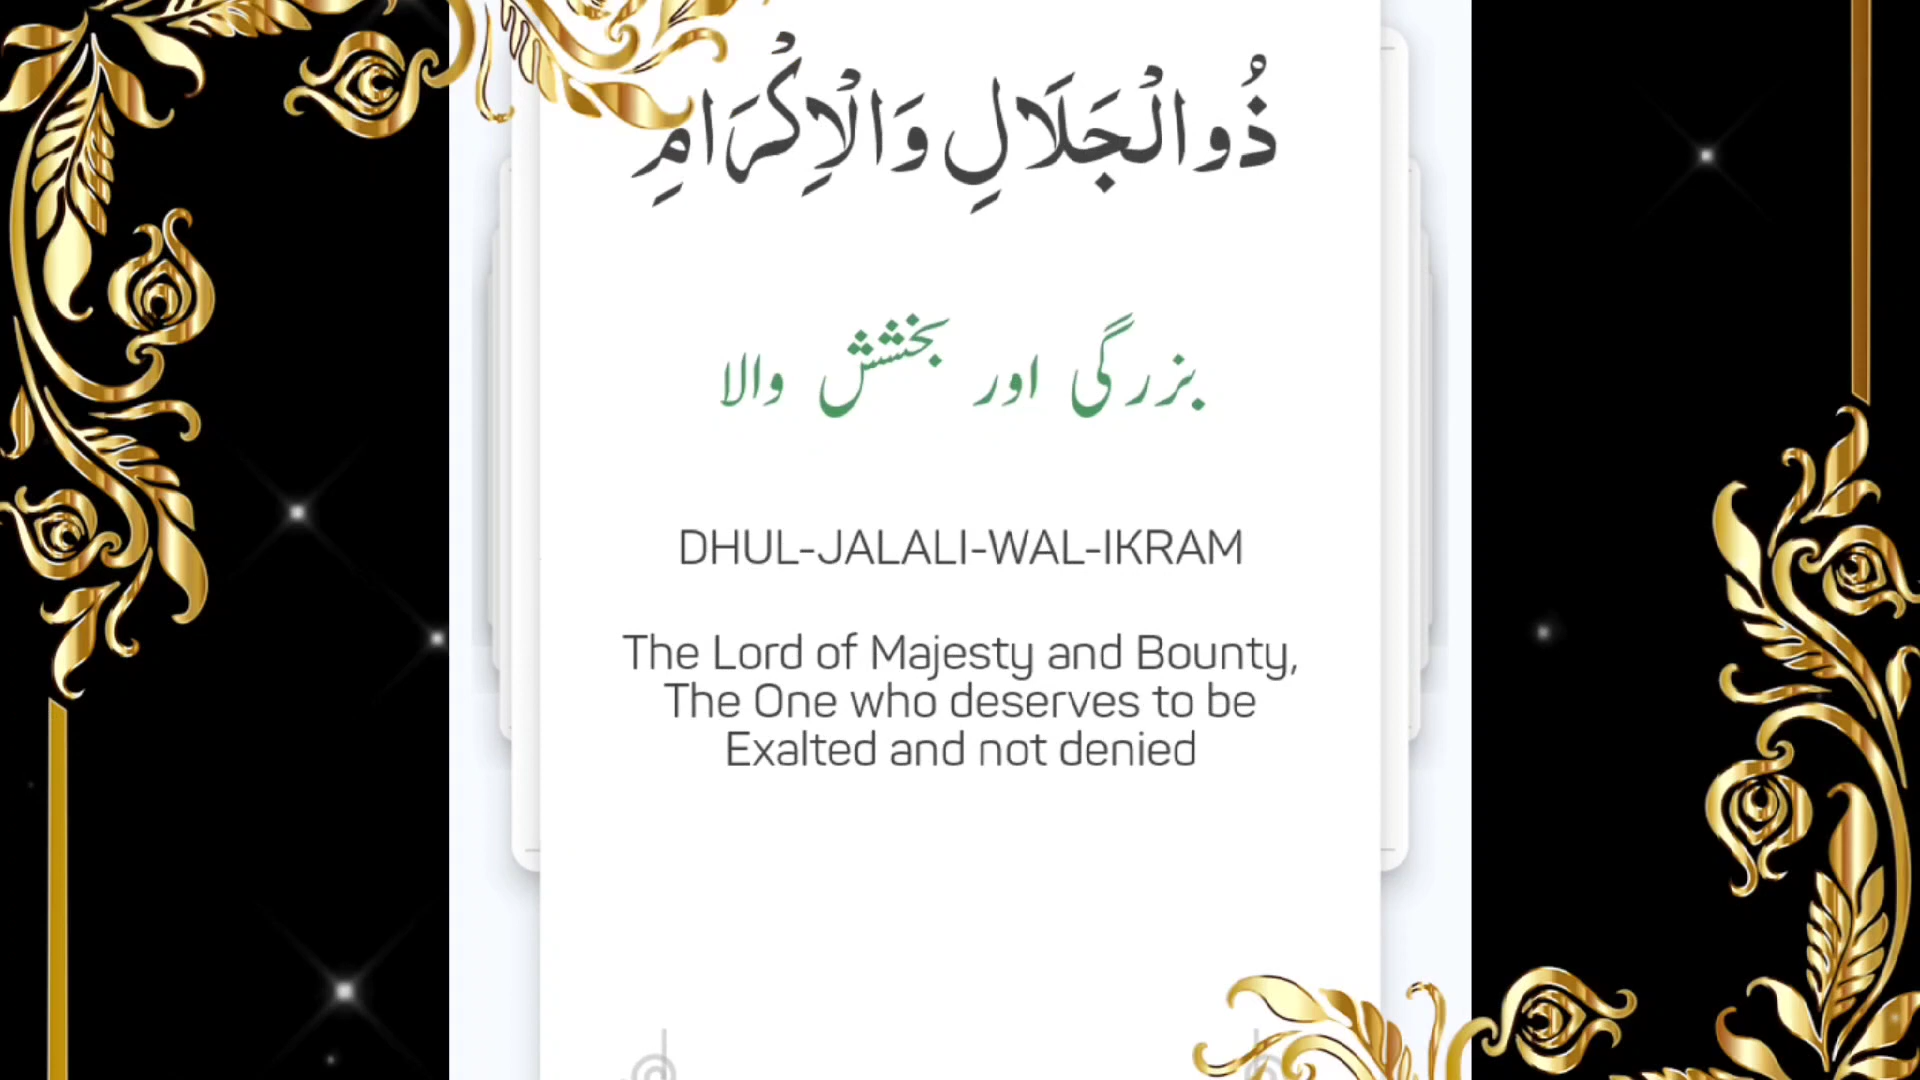 ذُوالْجَلَالِ وَالْاِكْرَامِ
بزرگی اور بخشش والا
DHUL-JALALI-WAL-IKRAM
The Lord of Majesty and Bounty,
The One who deserves to be
Exalted and not denied